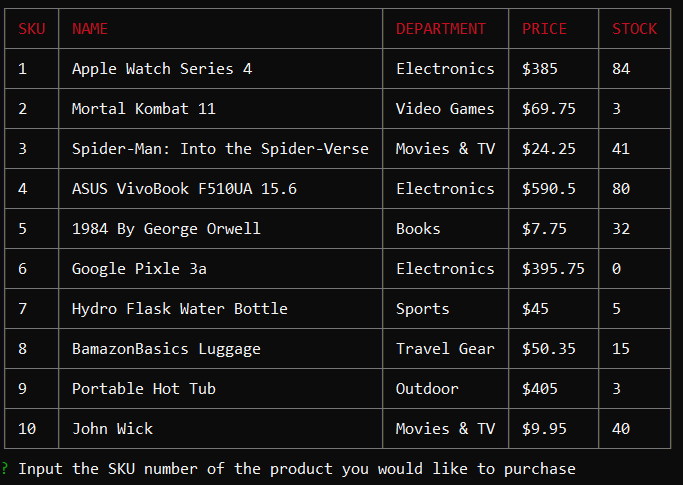 SKU NAME DEPARTMENT PRICE STOCK
1 Apple Watch Series 4 Electronics $385 84
2 Mortal Kombat 11 Video Games $69.75 3
3 Spider-Man: Into the Spider-Verse Movies & TV $24.25 41
4 ASUS VivoBook F510UA 15.6 Electronics $590.5 80
5 1984 By George Orwell Books $7.75 32
6 Google Pixle 3a Electronics $395.75 0
7 Hydro Flask Water Bottle Sports $45 5
8 BamazonBasics Luggage Travel Gear $50.35 15
9 Portable Hot Tub Outdoor $405 3
10 John Wick Movies & TV $9.95 40
? Input the SKU number of the product you would like to purchase